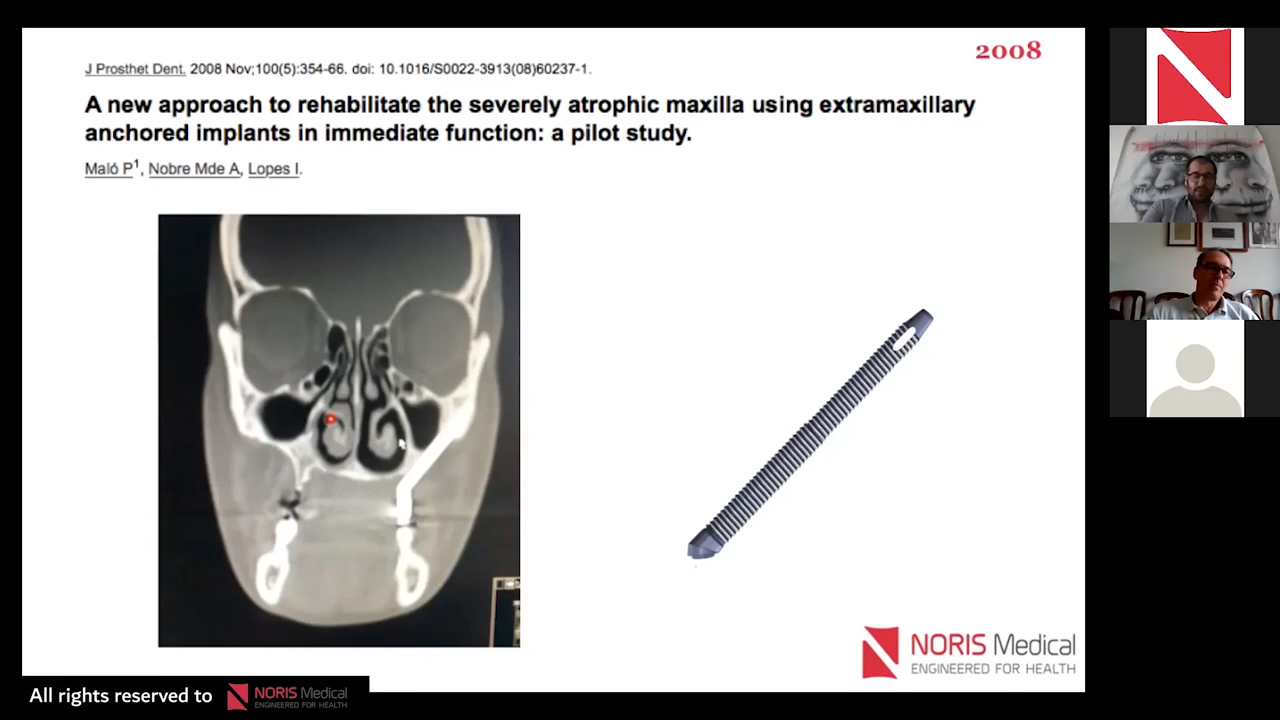 2008
J Prosthet Dent. 2008 Nov;100(5):354-66. doi: 10.1016/S0022-3913(08)60237-1.
A new approach to rehabilitate the severely atrophic maxilla using extramaxillary
anchored implants in immediate function: a pilot study.
Maló P1, Nobre Mde A, Lopes I.
NORIS Medical
ENGINEERED FOR HEALTH
All rights reserved to NORIS Medical
ENGINEERED FOR HEALTH